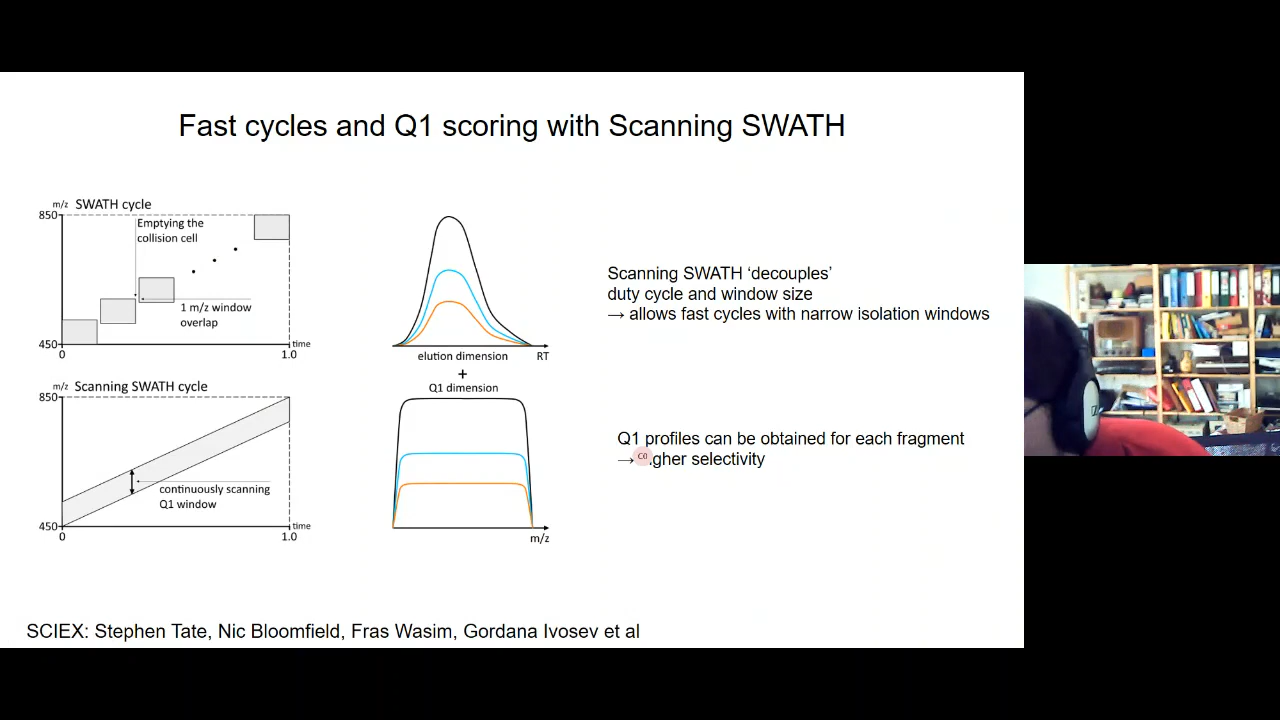 Fast cycles and Q1 scoring with Scanning SWATH
m/z SWATH cycle
850
Emptying the
collision cell
1 m/z window
overlap
450
0
1.0
time
m/z Scanning SWATH cycle
850
continuously scanning
Q1 window
450
0
1.0
time
elution dimension
RT
+
Q1 dimension
m/z
Scanning SWATH ‘decouples’
duty cycle and window size
→ allows fast cycles with narrow isolation windows
Q1 profiles can be obtained for each fragment
→ gher selectivity
C0
SCIEX: Stephen Tate, Nic Bloomfield, Fras Wasim, Gordana Ivosev et al